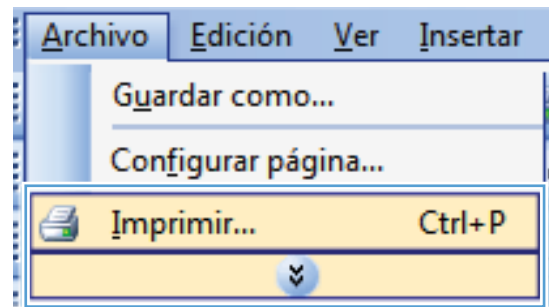 Archivo Edición Ver Insertar
Guardar como...
Configurar página...
Imprimir... Ctrl+P